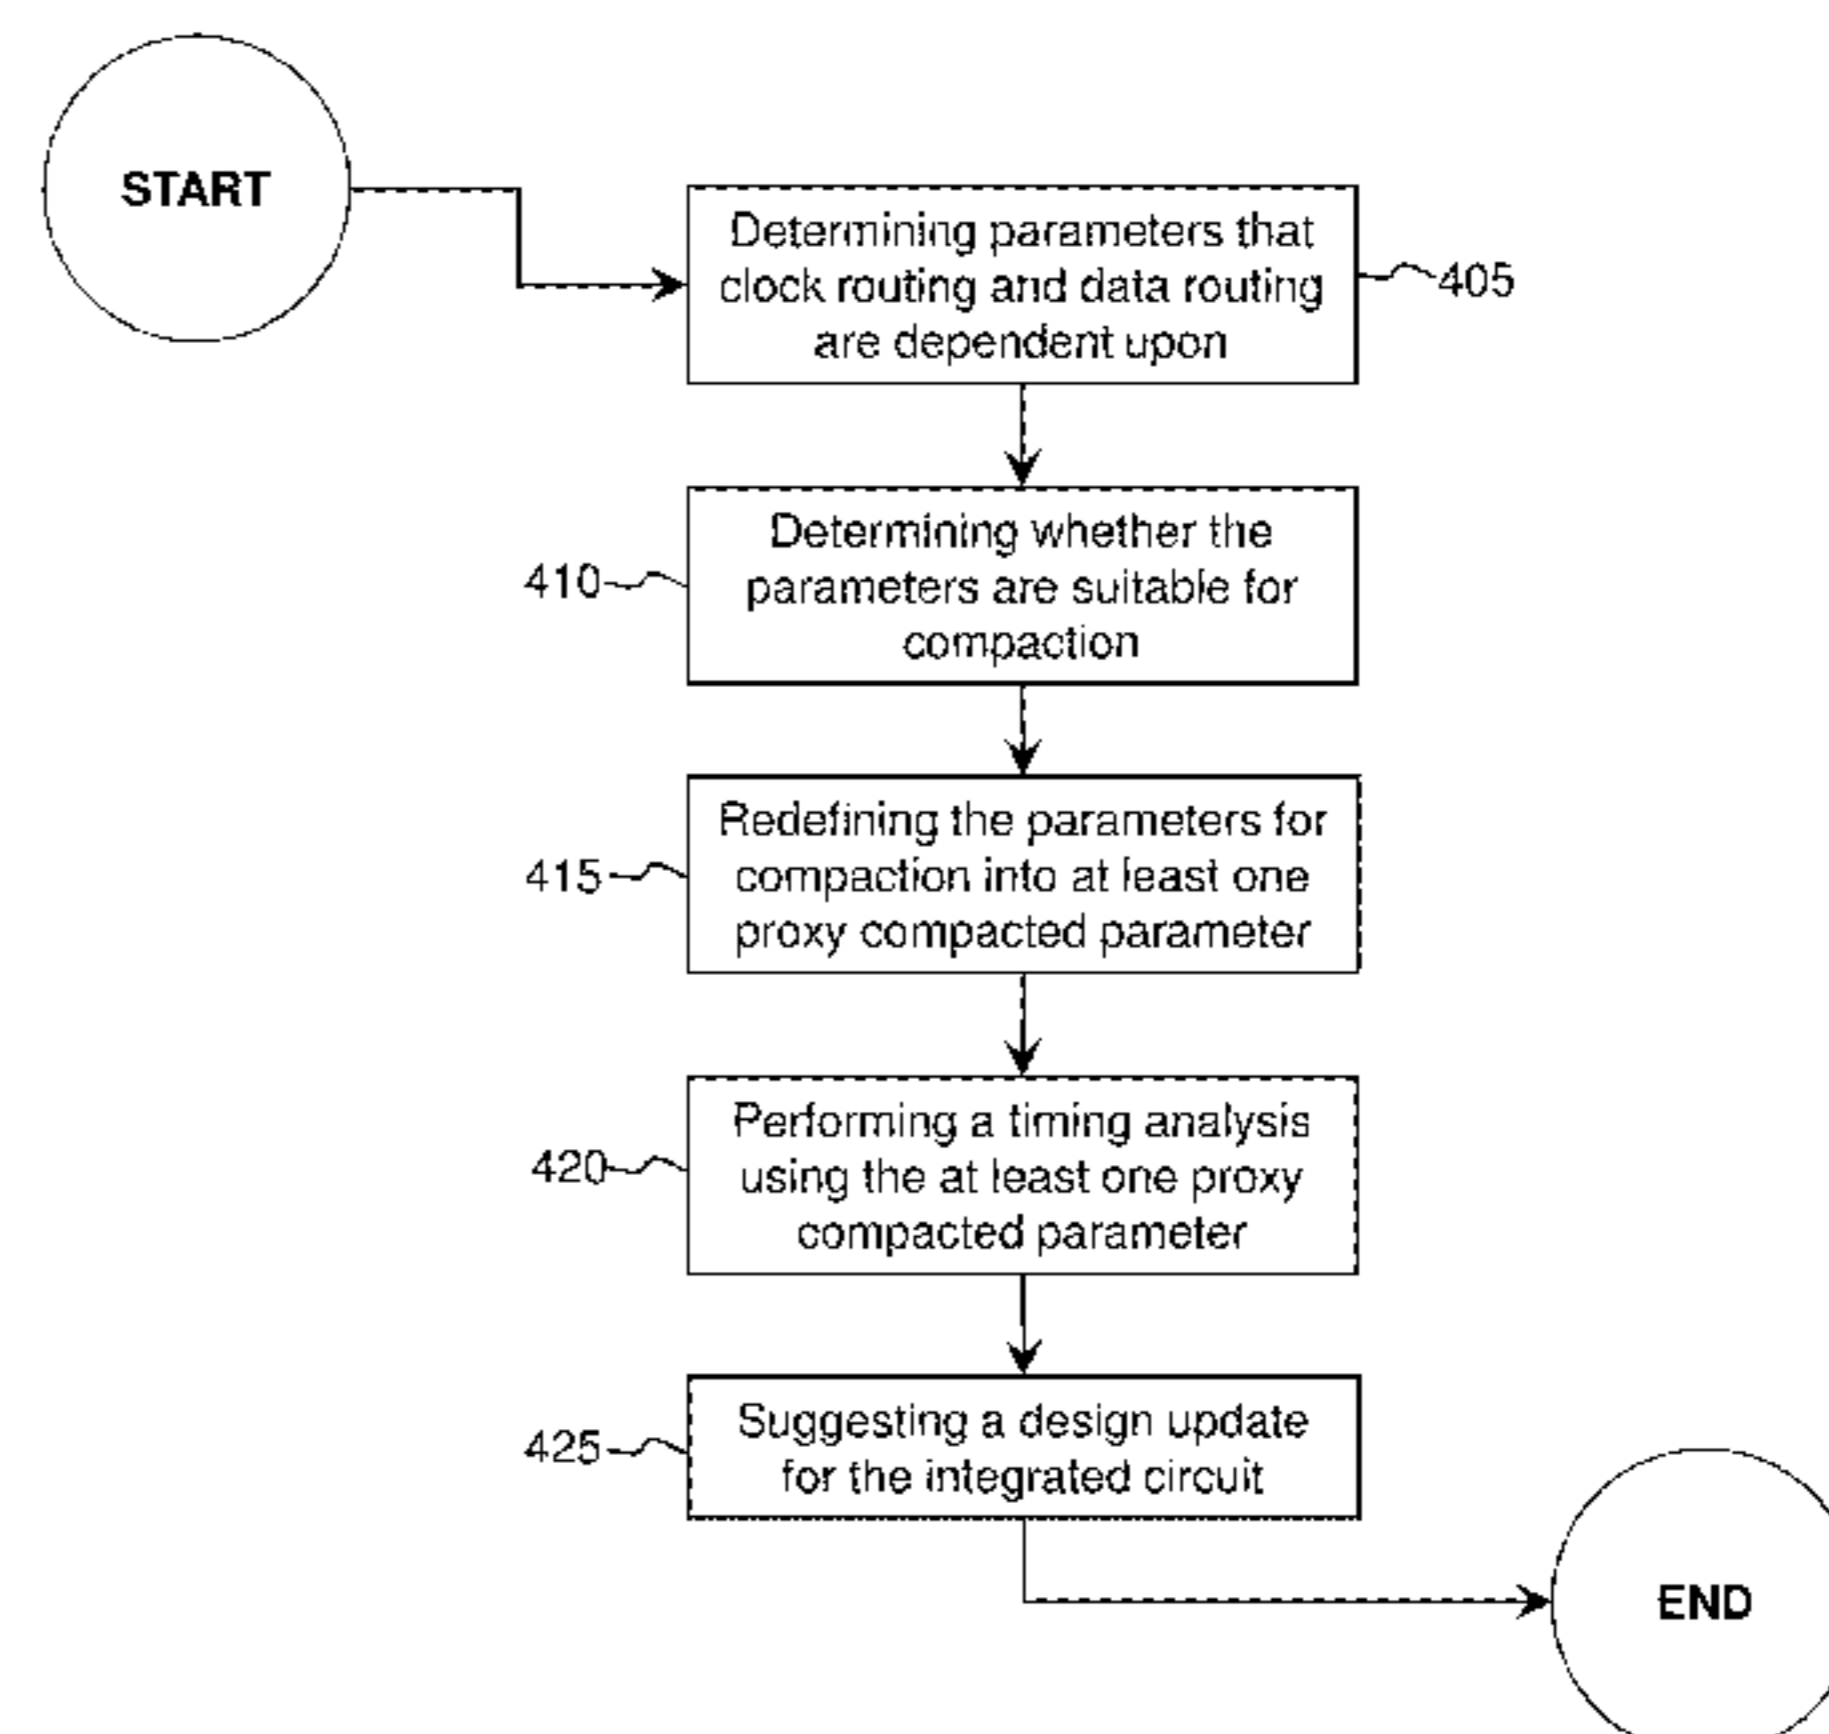 START
Determining parameters that
clock routing and data routing
are dependent upon
405
Determining whether the
parameters are suitable for
compaction
410
Redefining the parameters for
compaction into at least one
proxy compacted parameter
415
Performing a timing analysis
using the at least one proxy
compacted parameter
420
Suggesting a design update
for the integrated circuit
425
END